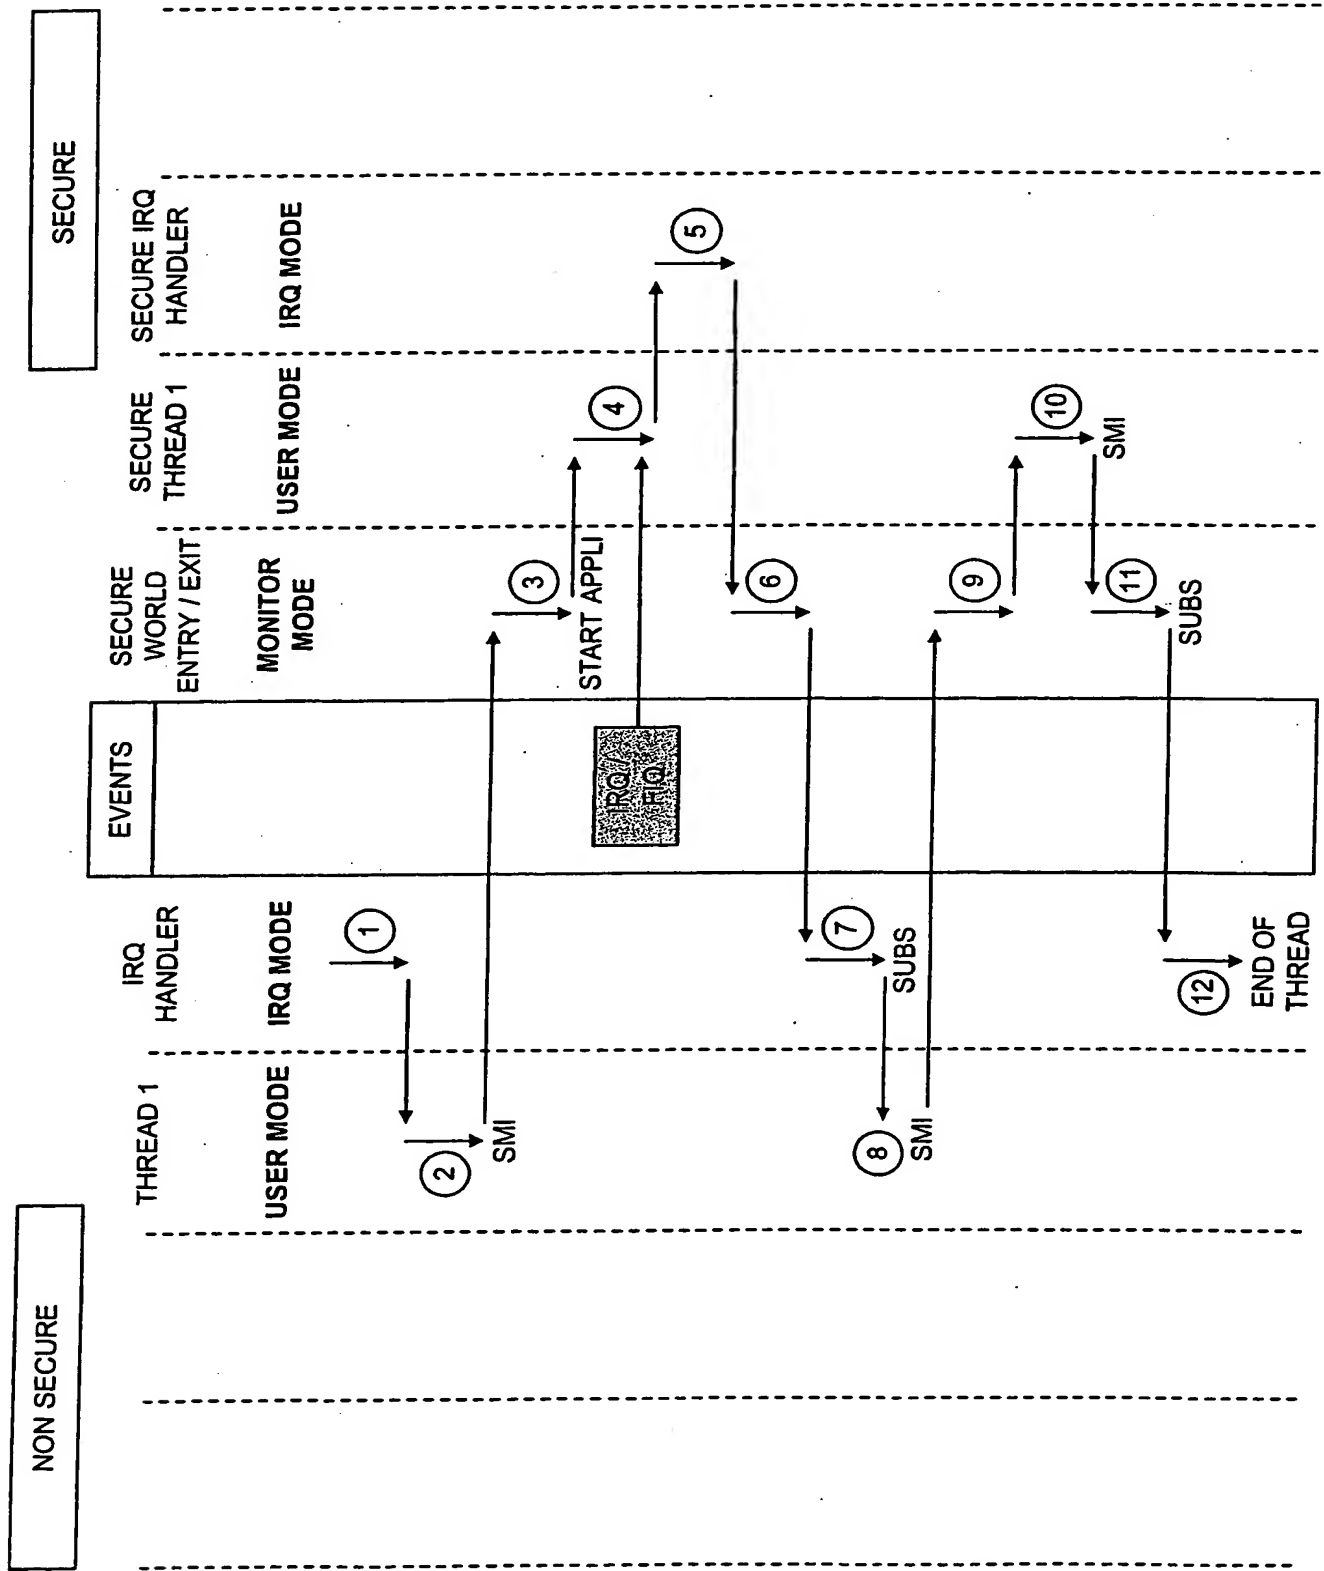 NON SECURE
SECURE
THREAD 1
USER MODE
IRQ
HANDLER
IRQ MODE
EVENTS
SECURE
WORLD
ENTRY / EXIT
MONITOR
MODE
SECURE
THREAD 1
USER MODE
SECURE IRQ
HANDLER
IRQ MODE
1
2
SMI
3
START APPLI
IRQ /
FIQ
4
5
6
7
SUBS
8
SMI
9
10
SMI
11
SUBS
12
END OF
THREAD